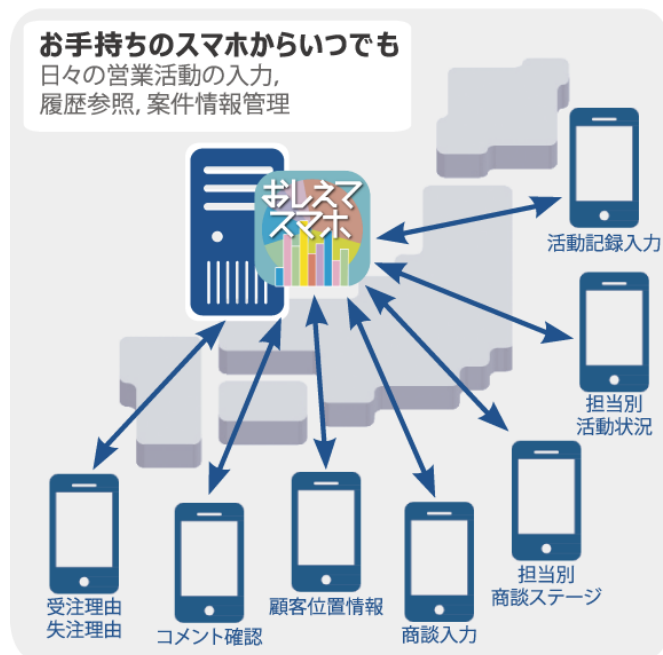 お手持ちのスマホからいつでも
日々の営業活動の入力,
履歴参照, 案件情報管理
おしえて
スマホ
活動記録入力
担当別
活動状況
担当別
商談ステージ
商談入力
顧客位置情報
コメント確認
受注理由
失注理由